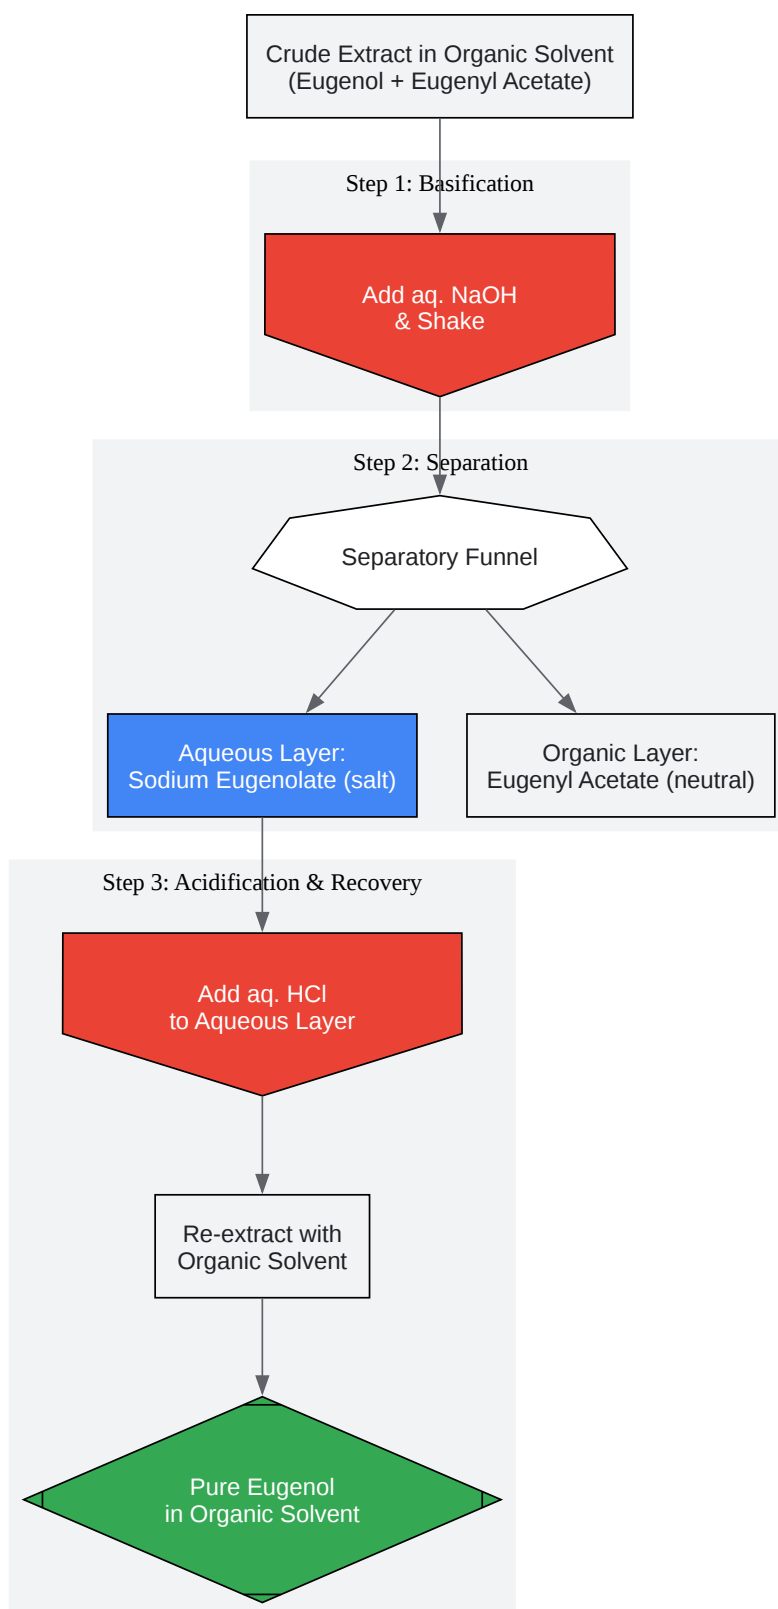 Crude Extract in Organic Solvent
(Eugenol + Eugenyl Acetate)
Step 1: Basification
Add aq. NaOH
& Shake
Step 2: Separation
Separatory Funnel
Aqueous Layer:
Sodium Eugenolate (salt)
Organic Layer:
Eugenyl Acetate (neutral)
Step 3: Acidification & Recovery
Add aq. HCl
to Aqueous Layer
Re-extract with
Organic Solvent
Pure Eugenol
in Organic Solvent